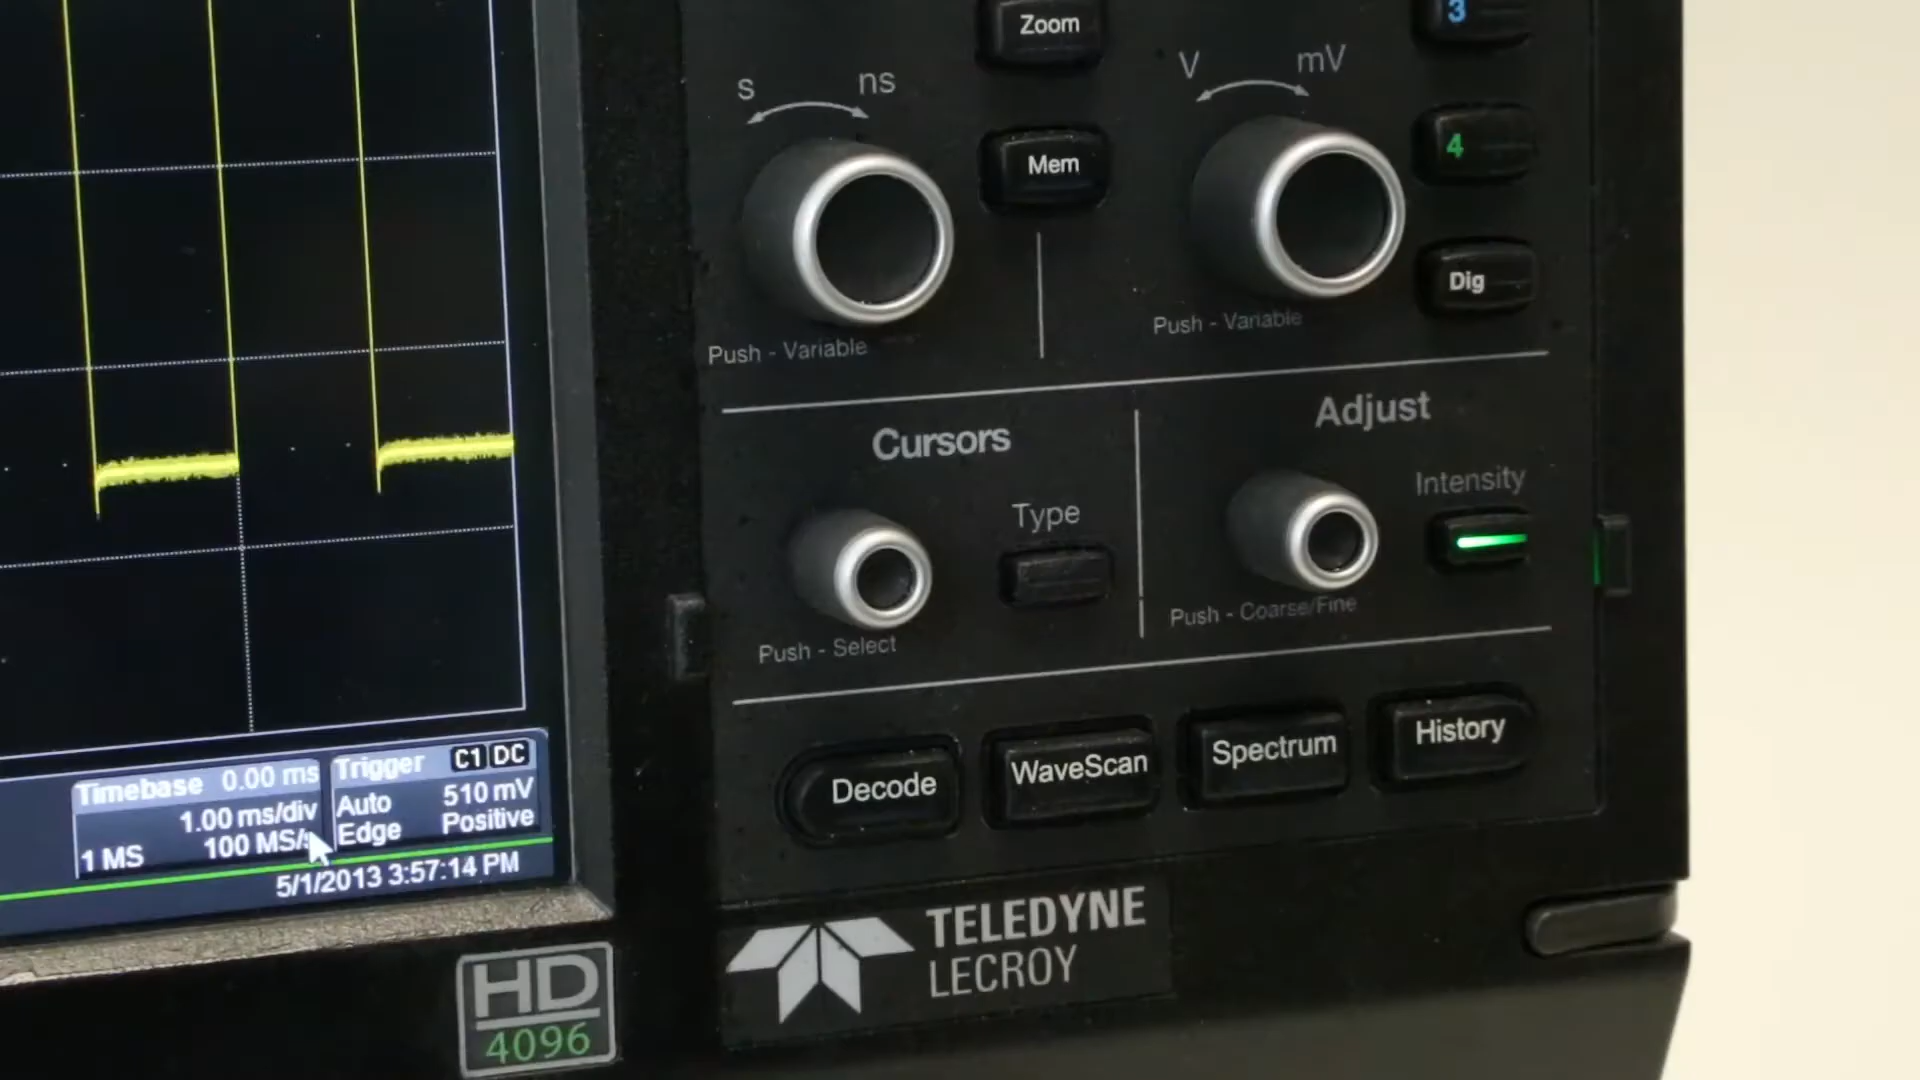 Zoom
3
s
ns
V
mV
Mem
4
Dig
Push - Variable
Push - Variable
Cursors
Adjust
Type
Intensity
Push - Select
Push - Coarse/Fine
Decode
WaveScan
Spectrum
History
Timebase 0.00 ms
1.00 ms/div
1 MS 100 MS/s
Trigger C1 DC
Auto 510 mV
Edge Positive
5/1/2013 3:57:14 PM
HD
4096
TELEDYNE
LECROY